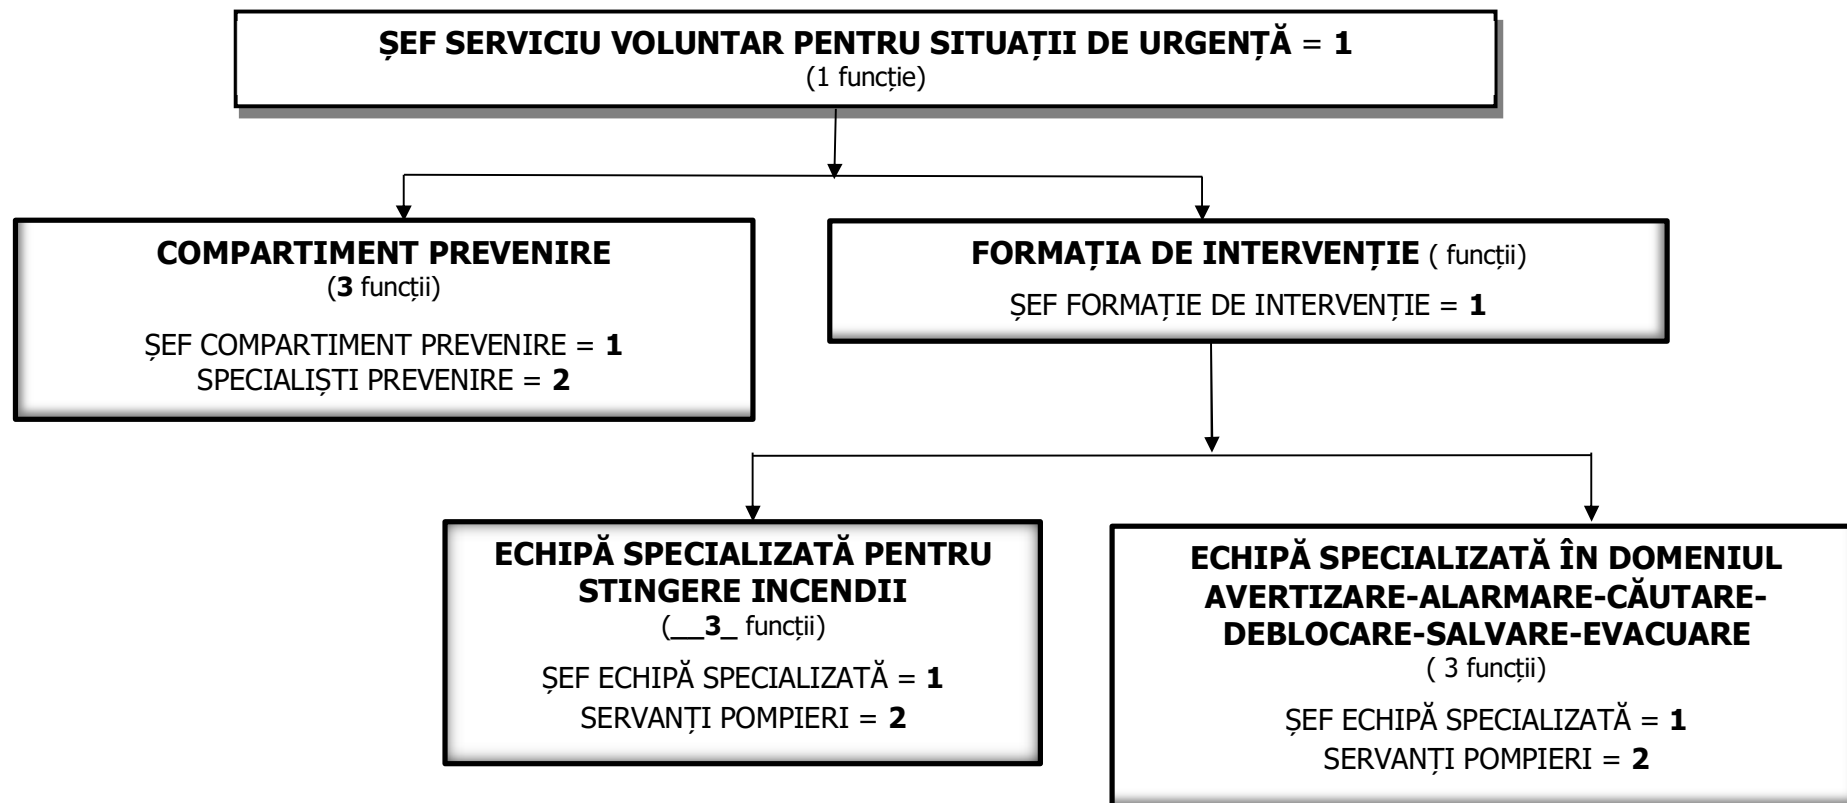 ȘEF SERVICIU VOLUNTAR PENTRU SITUAȚII DE URGENȚĂ = 1
(1 funcție)
COMPARTIMENT PREVENIRE
(3 funcții)
ȘEF COMPARTIMENT PREVENIRE = 1
SPECIALIȘTI PREVENIRE = 2
FORMAȚIA DE INTERVENȚIE ( funcții)
ȘEF FORMAȚIE DE INTERVENȚIE = 1
ECHIPĂ SPECIALIZATĂ PENTRU
STINGERE INCENDII
(__3_ funcții)
ȘEF ECHIPĂ SPECIALIZATĂ = 1
SERVANȚI POMPIERI = 2
ECHIPĂ SPECIALIZATĂ ÎN DOMENIUL
AVERTIZARE-ALARMARE-CĂUTARE-
DEBLOCARE-SALVARE-EVACUARE
( 3 funcții)
ȘEF ECHIPĂ SPECIALIZATĂ = 1
SERVANȚI POMPIERI = 2